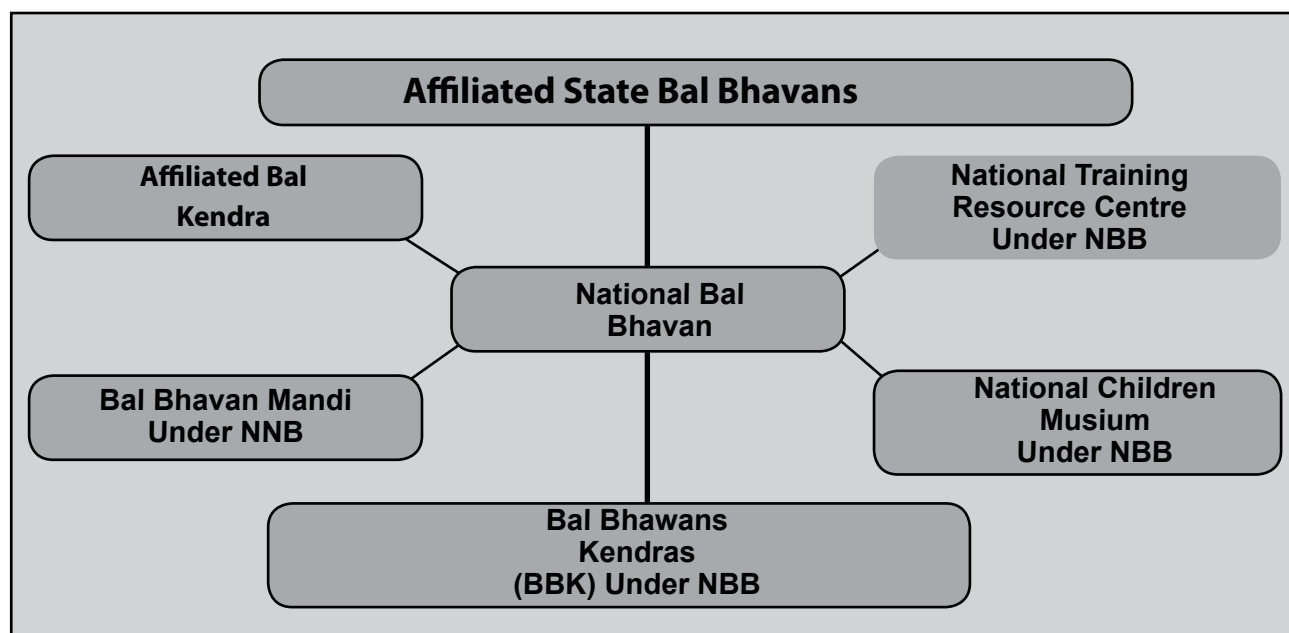 Affiliated State Bal Bhavans
Affiliated Bal
Kendra
National Training
Resource Centre
Under NBB
National Bal
Bhavan
Bal Bhavan Mandi
Under NNB
National Children
Musium
Under NBB
Bal Bhawans
Kendras
(BBK) Under NBB